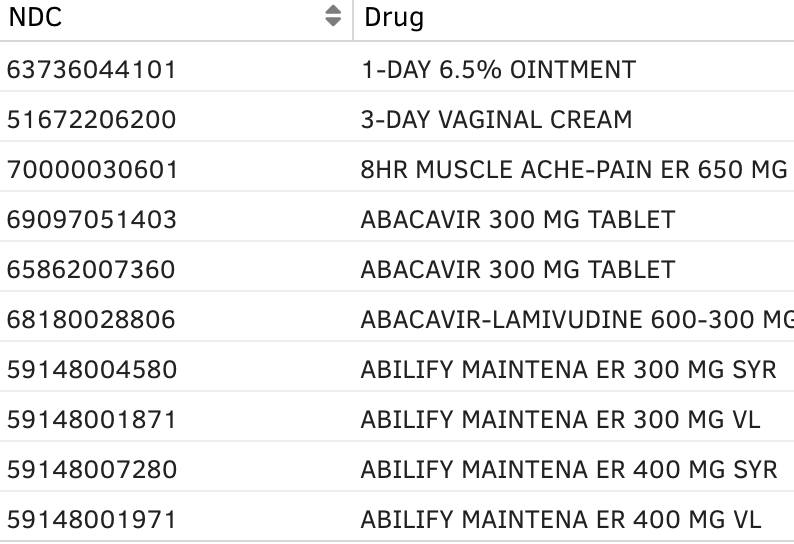 NDC Drug
63736044101 1-DAY 6.5% OINTMENT
51672206200 3-DAY VAGINAL CREAM
70000030601 8HR MUSCLE ACHE-PAIN ER 650 MG
69097051403 ABACAVIR 300 MG TABLET
65862007360 ABACAVIR 300 MG TABLET
68180028806 ABACAVIR-LAMIVUDINE 600-300 MG
59148004580 ABILIFY MAINTENA ER 300 MG SYR
59148001871 ABILIFY MAINTENA ER 300 MG VL
59148007280 ABILIFY MAINTENA ER 400 MG SYR
59148001971 ABILIFY MAINTENA ER 400 MG VL